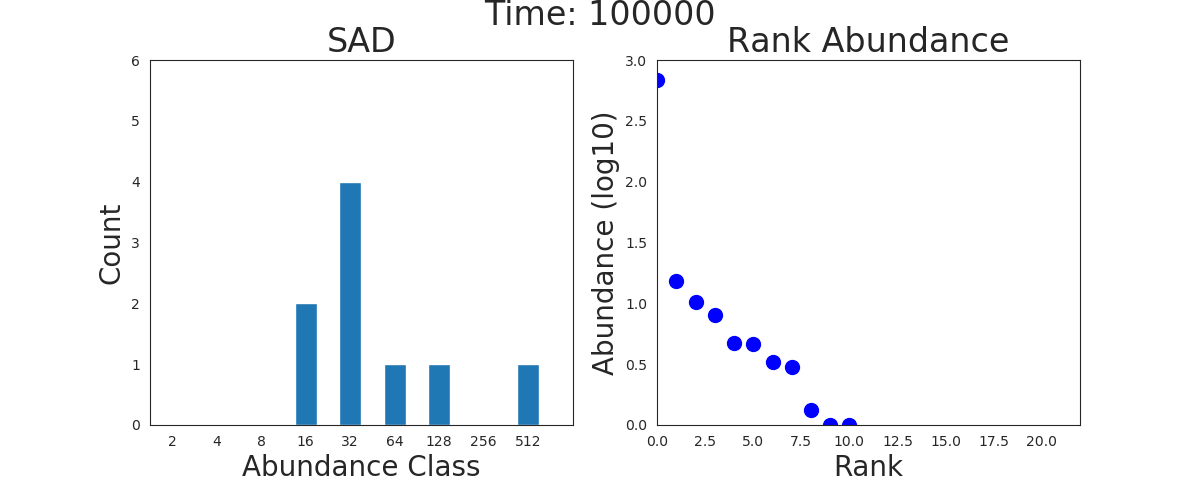 Time: 100000
SAD
6
5
4
3
2
1
0
Count
2 4 8 16 32 64 128 256 512
Abundance Class
Rank Abundance
3.0
2.5
2.0
1.5
1.0
0.5
0.0
Abundance (log10)
0.0 2.5 5.0 7.5 10.0 12.5 15.0 17.5 20.0
Rank